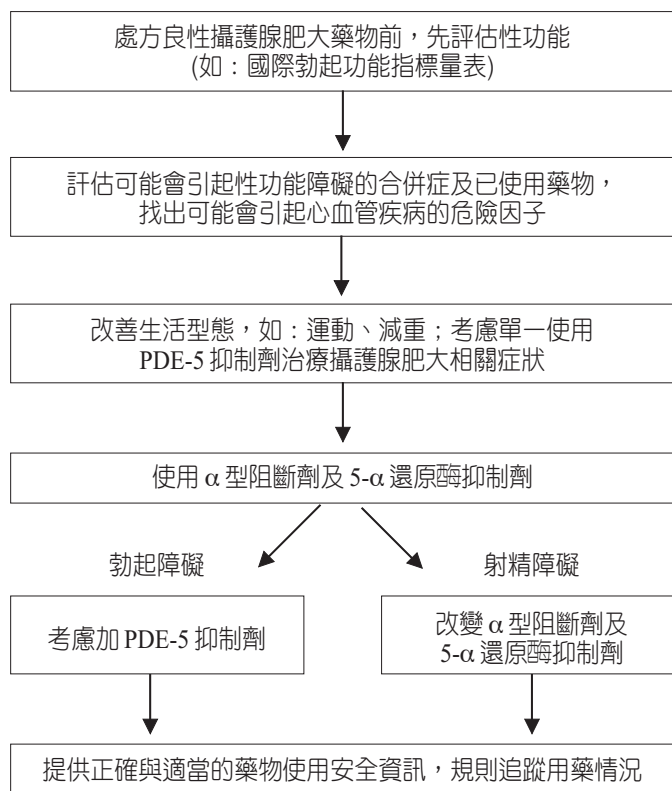 處方良性攝護腺肥大藥物前，先評估性功能
(如：國際勃起功能指標量表)
評估可能會引起性功能障礙的合併症及已使用藥物，
找出可能會引起心血管疾病的危險因子
改善生活型態，如：運動、減重；考慮單一使用
PDE-5 抑制劑治療攝護腺肥大相關症狀
使用 α 型阻斷劑及 5-α 還原酶抑制劑
勃起障礙
射精障礙
考慮加 PDE-5 抑制劑
改變 α 型阻斷劑及
5-α 還原酶抑制劑
提供正確與適當的藥物使用安全資訊，規則追蹤用藥情況